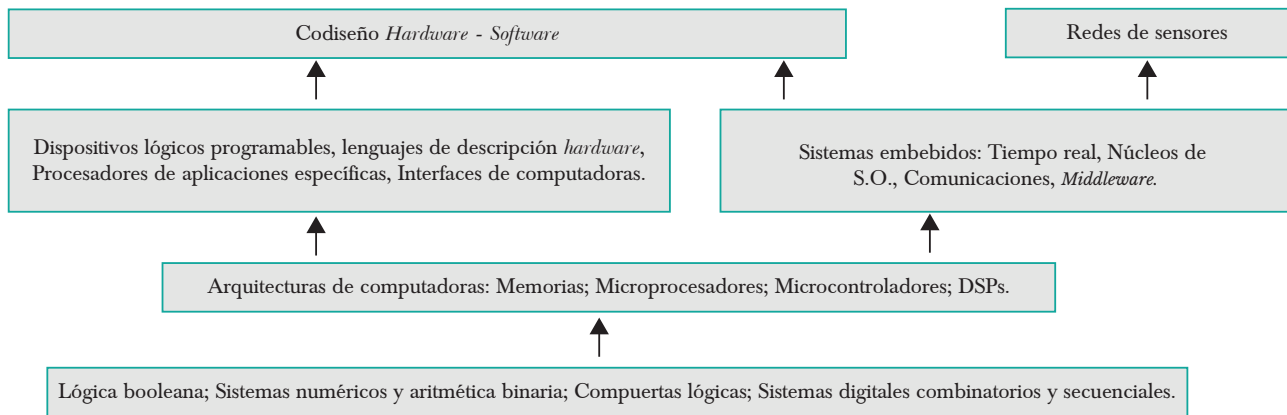 Codiseño Hardware - Software
Redes de sensores
Dispositivos lógicos programables, lenguajes de descripción hardware,
Procesadores de aplicaciones específicas, Interfaces de computadoras.
Sistemas embebidos: Tiempo real, Núcleos de
S.O., Comunicaciones, Middleware.
Arquitecturas de computadoras: Memorias; Microprocesadores; Microcontroladores; DSPs.
Lógica booleana; Sistemas numéricos y aritmética binaria; Compuertas lógicas; Sistemas digitales combinatorios y secuenciales.